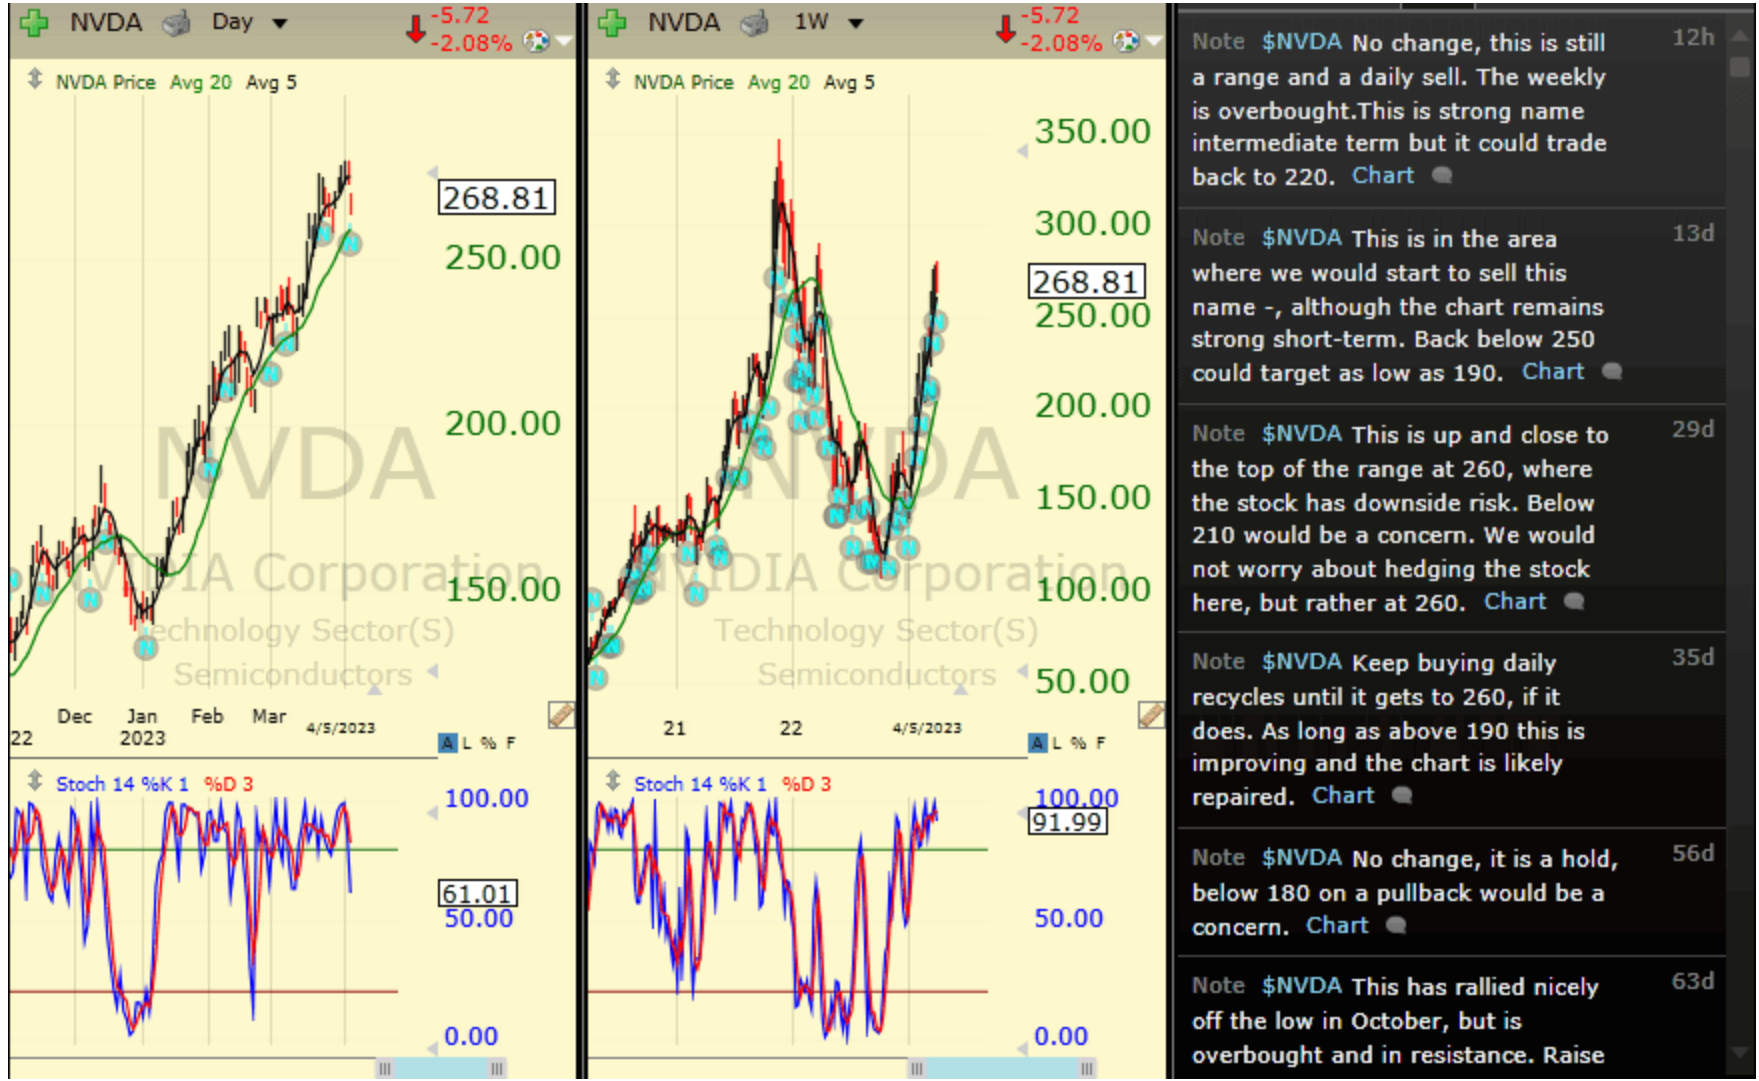 NVDA Day
-5.72
-2.08%
NVDA Price Avg 20 Avg 5
268.81
250.00
200.00
150.00
NVDA
NVIDIA Corporation
Technology Sector(S)
Semiconductors
22
Dec Jan Feb Mar
2023
4/5/2023
A L % F
Stoch 14 %K 1 %D 3
100.00
61.01
50.00
0.00
NVDA 1W
-5.72
-2.08%
NVDA Price Avg 20 Avg 5
350.00
300.00
268.81
250.00
200.00
150.00
100.00
50.00
NVDA
NVIDIA Corporation
Technology Sector(S)
Semiconductors
21 22 4/5/2023
A L % F
Stoch 14 %K 1 %D 3
100.00
91.99
50.00
0.00
Note $NVDA No change, this is still 12h
a range and a daily sell. The weekly
is overbought.This is strong name
intermediate term but it could trade
back to 220. Chart
Note $NVDA This is in the area 13d
where we would start to sell this
name -, although the chart remains
strong short-term. Back below 250
could target as low as 190. Chart
Note $NVDA This is up and close to 29d
the top of the range at 260, where
the stock has downside risk. Below
210 would be a concern. We would
not worry about hedging the stock
here, but rather at 260. Chart
Note $NVDA Keep buying daily 35d
recycles until it gets to 260, if it
does. As long as above 190 this is
improving and the chart is likely
repaired. Chart
Note $NVDA No change, it is a hold, 56d
below 180 on a pullback would be a
concern. Chart
Note $NVDA This has rallied nicely 63d
off the low in October, but is
overbought and in resistance. Raise